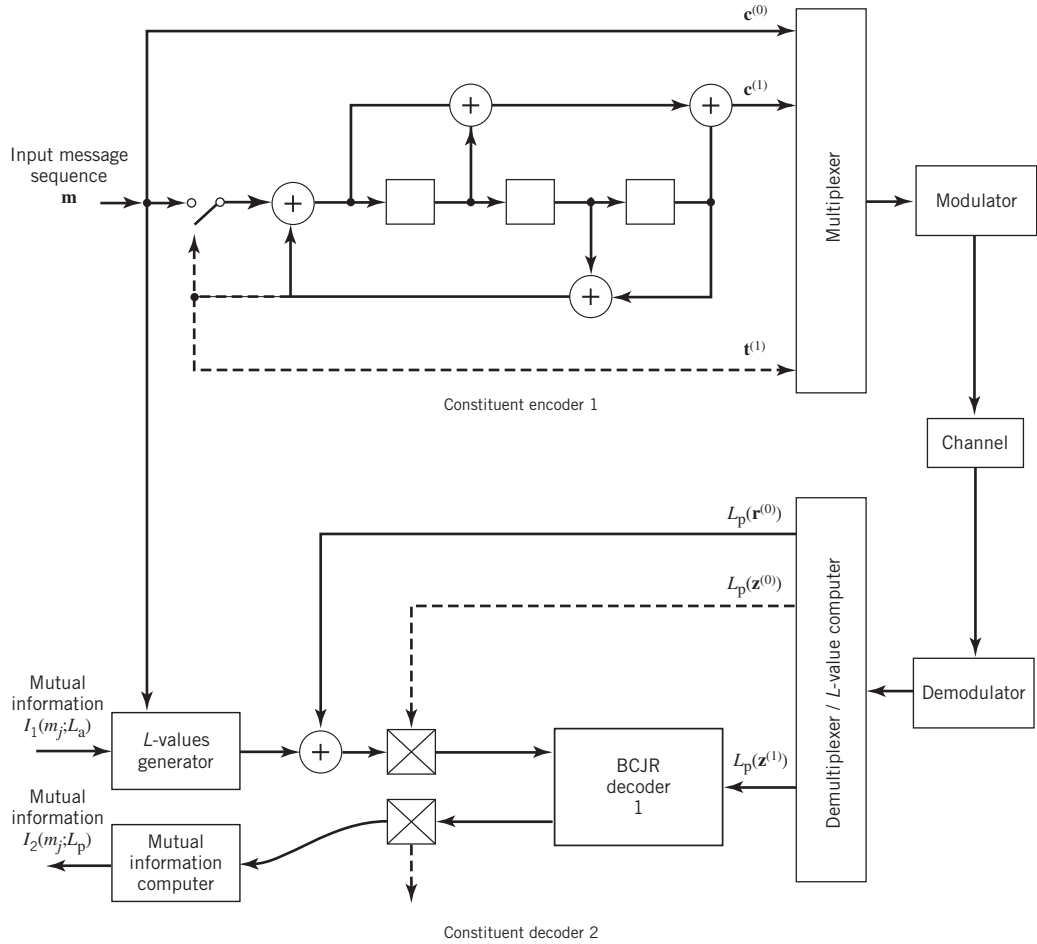 c(0)
c(1)
Input message
sequence
m
+
+
+
+
Multiplexer
Modulator
t(1)
Constituent encoder 1
Channel
Lp(r(0))
Lp(z(0))
Demultiplexer / L-value computer
Demodulator
Mutual
information
I1(mj;La)
L-values
generator
+
BCJR
decoder
1
Lp(z(1))
Mutual
information
I2(mj;Lp)
Mutual
information
computer
Constituent decoder 2